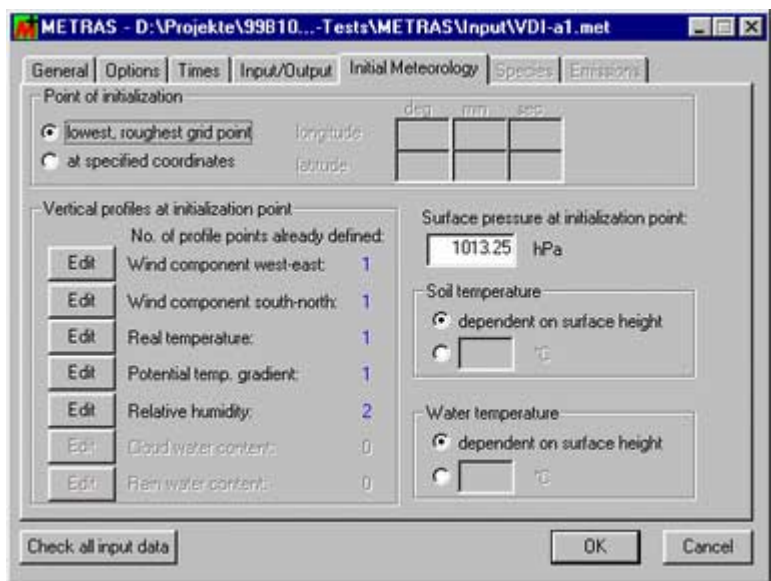 METRAS - D:\Projekte\99B10...-Tests\METRAS\Input\VDI-a1.met
General Options Times Input/Output Initial Meteorology Species Emissions
Point of initialization
deg. min. sec.
lowest, roughest grid point longitude:
at specified coordinates latitude:
Vertical profiles at initialization point
No. of profile points already defined:
Edit Wind component west-east: 1
Edit Wind component south-north: 1
Edit Real temperature: 1
Edit Potential temp. gradient: 1
Edit Relative humidity: 2
Edit Cloud water content: 0
Edit Rain water content: 0
Surface pressure at initialization point:
1013.25 hPa
Soil temperature
dependent on surface height
°C
Water temperature
dependent on surface height
°C
Check all input data OK Cancel